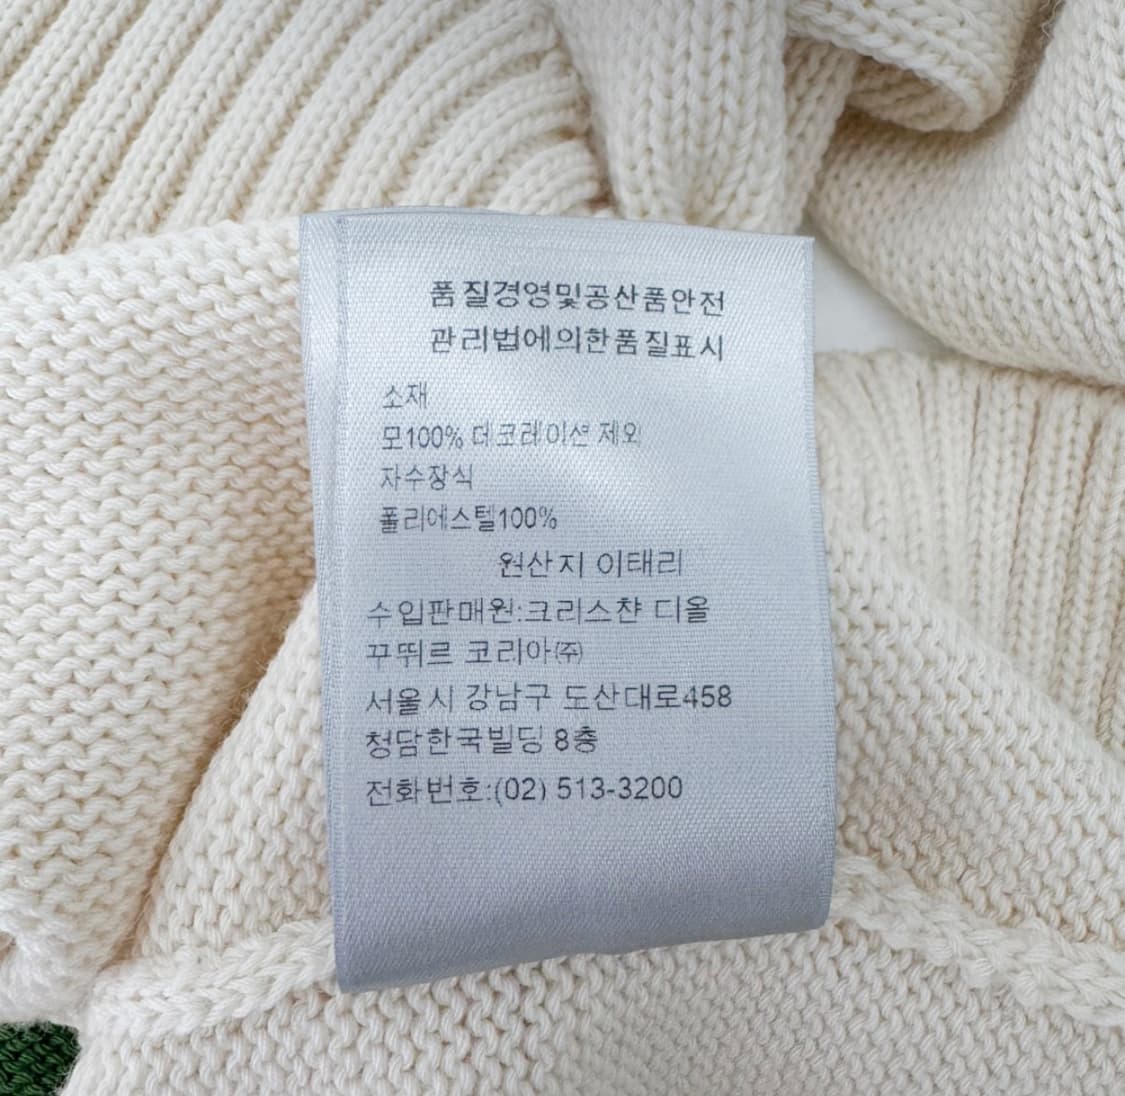 품질경영및공산품안전
관리법에의한품질표시
소재
모100% 데코레이션 제외
자수장식
폴리에스텔100%
원산지 이태리
수입판매원:크리스챤 디올
꾸뛰르 코리아㈜
서울시 강남구 도산대로458
청담한국빌딩 8층
전화번호:(02) 513-3200